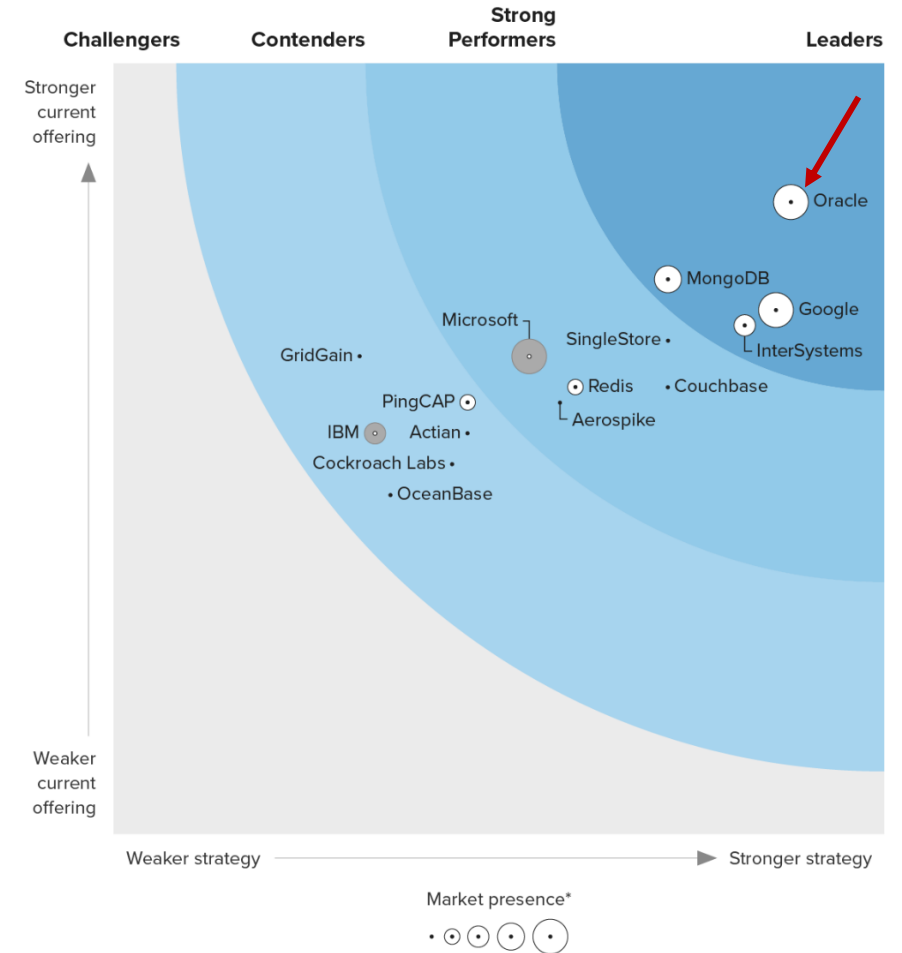 Challengers
Contenders
Strong
Performers
Leaders
Stronger
current
offering
Oracle
MongoDB
Google
Microsoft
SingleStore
InterSystems
GridGain
Redis
Couchbase
PingCAP
Aerospike
IBM
Actian
Cockroach Labs
OceanBase
Weaker
current
offering
Weaker strategy
Stronger strategy
Market presence*